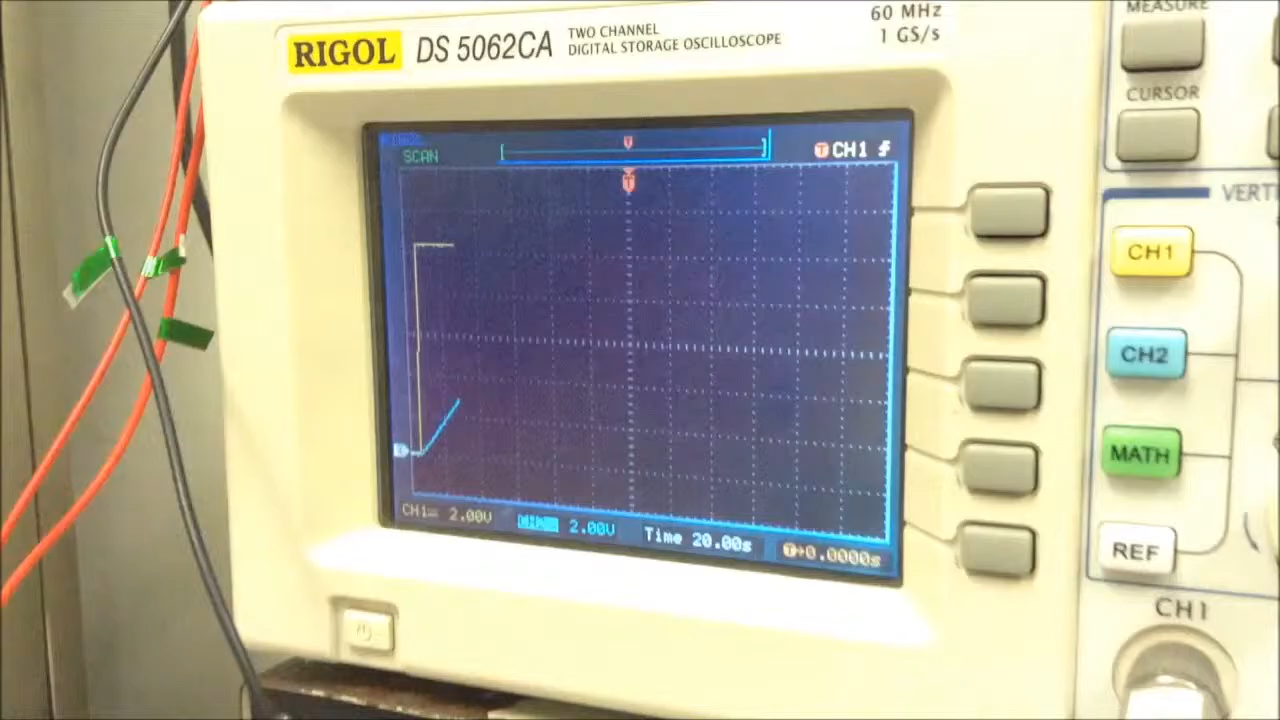 RIGOL DS 5062CA TWO CHANNEL
DIGITAL STORAGE OSCILLOSCOPE
60 MHz
1 GS/s
MEASURE
CURSOR
SCAN
T
T CH1
T
CH1 2.00V
CH2 2.00V
Time 20.00s
T→0.0000s
CH1
CH2
MATH
REF
CH1